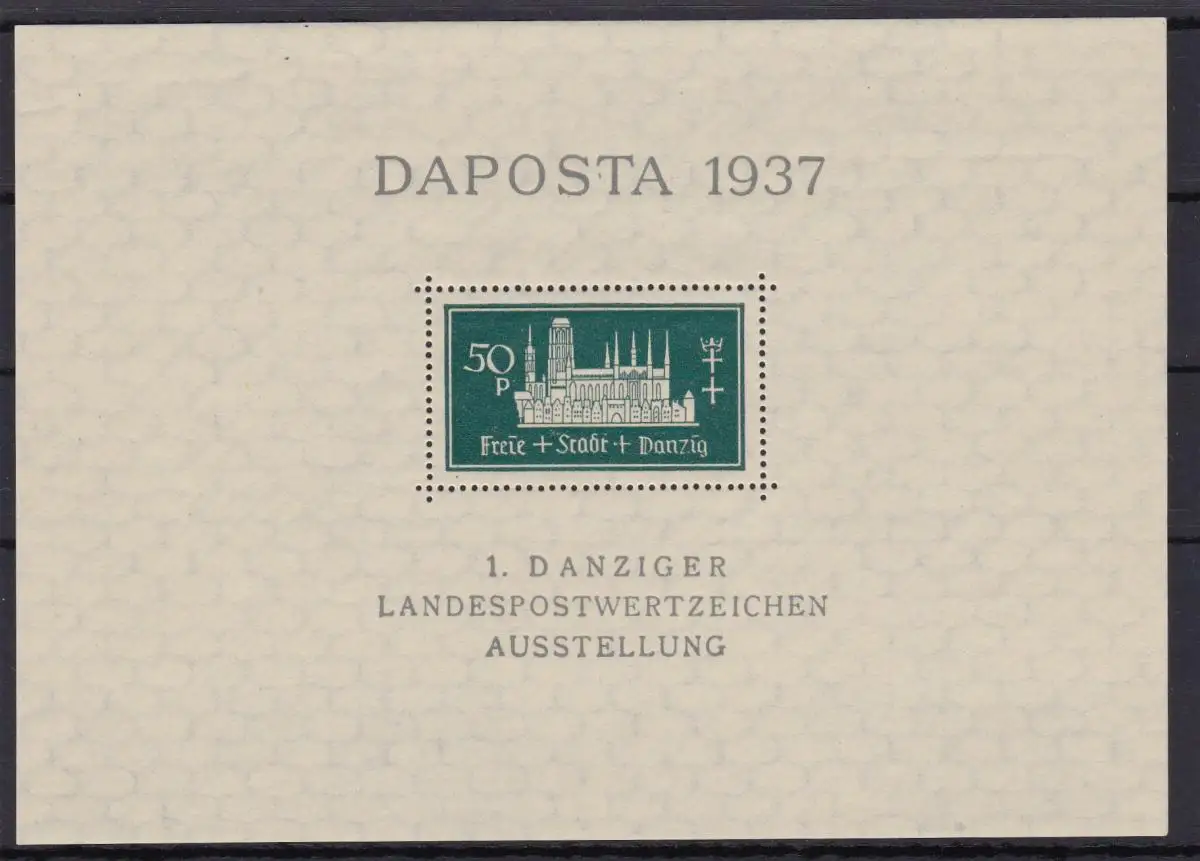 DAPOSTA 1937
50
p
Freie + Stadt + Danzig
1. DANZIGER
LANDESPOSTWERTZEICHEN
AUSSTELLUNG